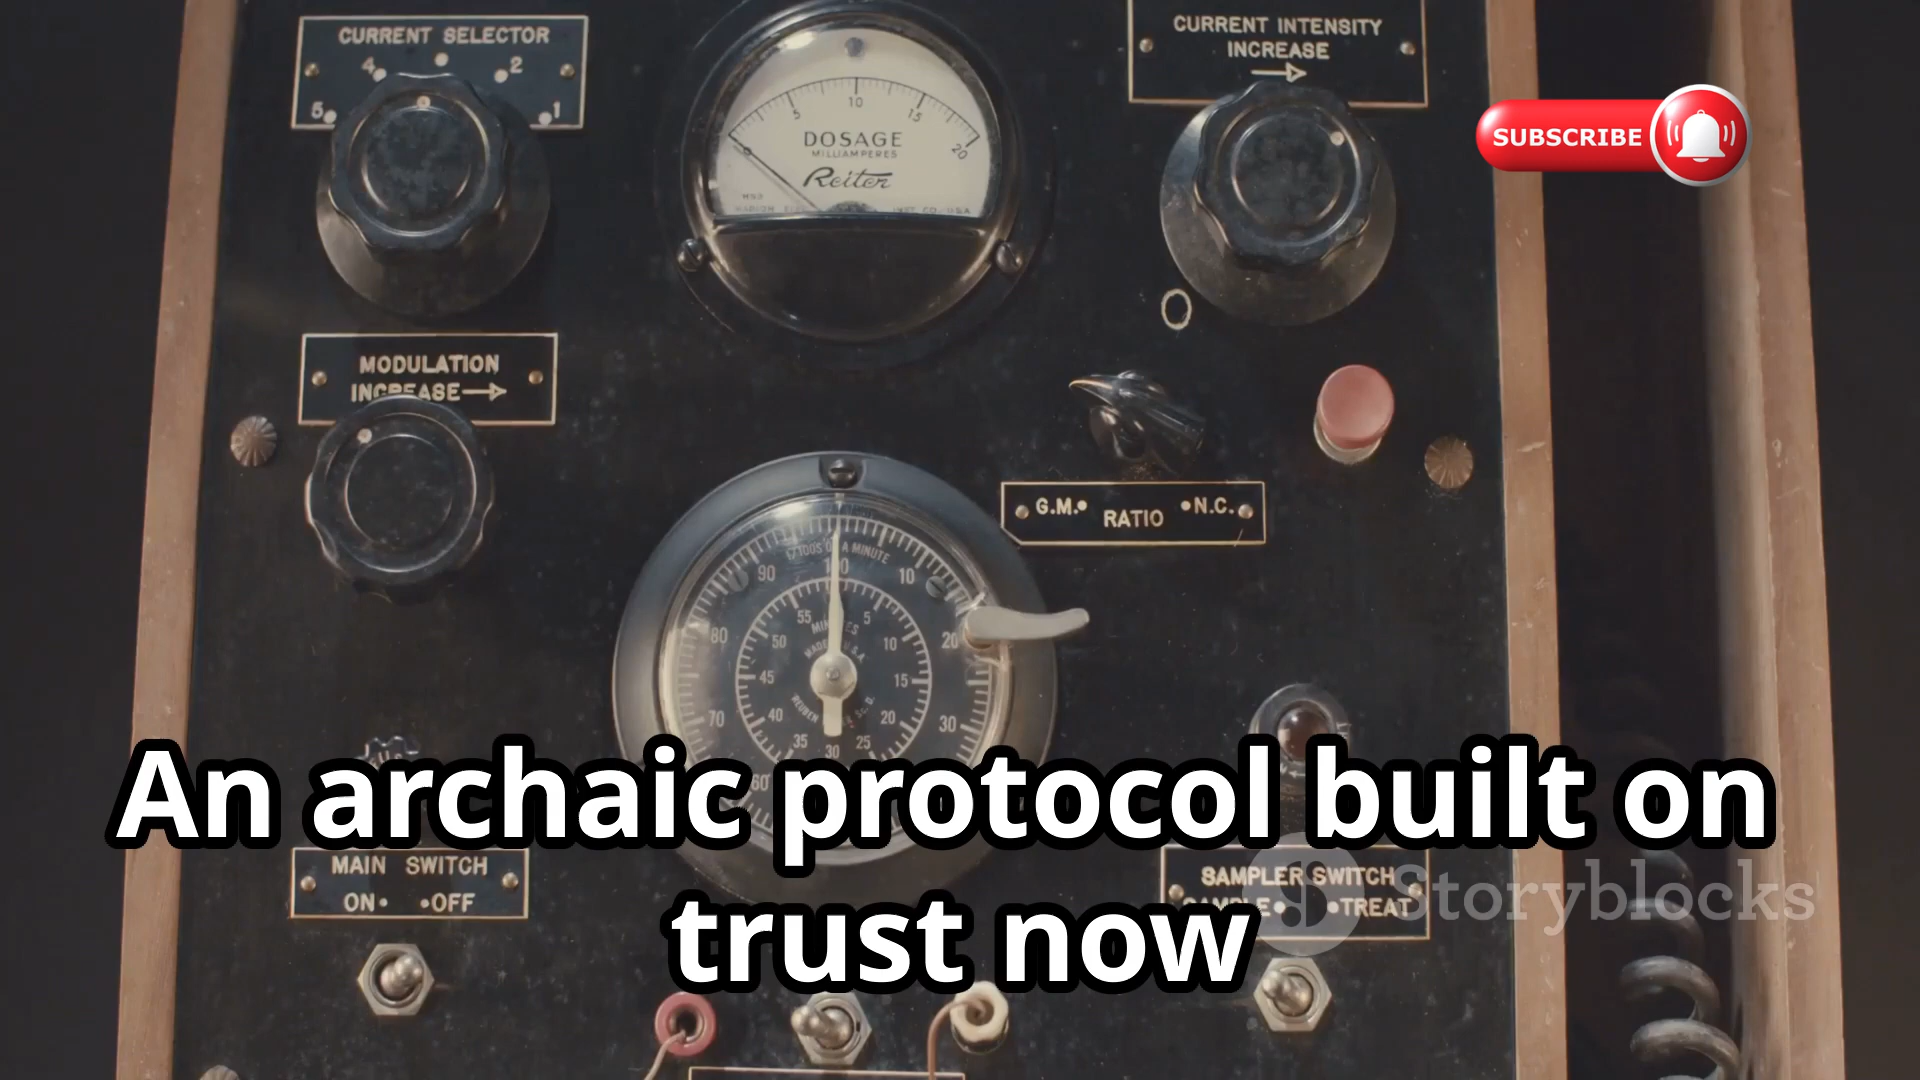 CURRENT SELECTOR
5 4 2 1
DOSAGE
MILLIAMPERES
Reiter
5 10 15 20
CURRENT INTENSITY
INCREASE
SUBSCRIBE
O
MODULATION
INCREASE
G.M. RATIO N.C.
A MINUTE
100 10 20 30 60 70 80 90
55 5 10 15 20 25 30 35 40 45 50
An archaic protocol built on
trust now
MAIN SWITCH
ON OFF
SAMPLER SWITCH
TREAT
Storyblocks